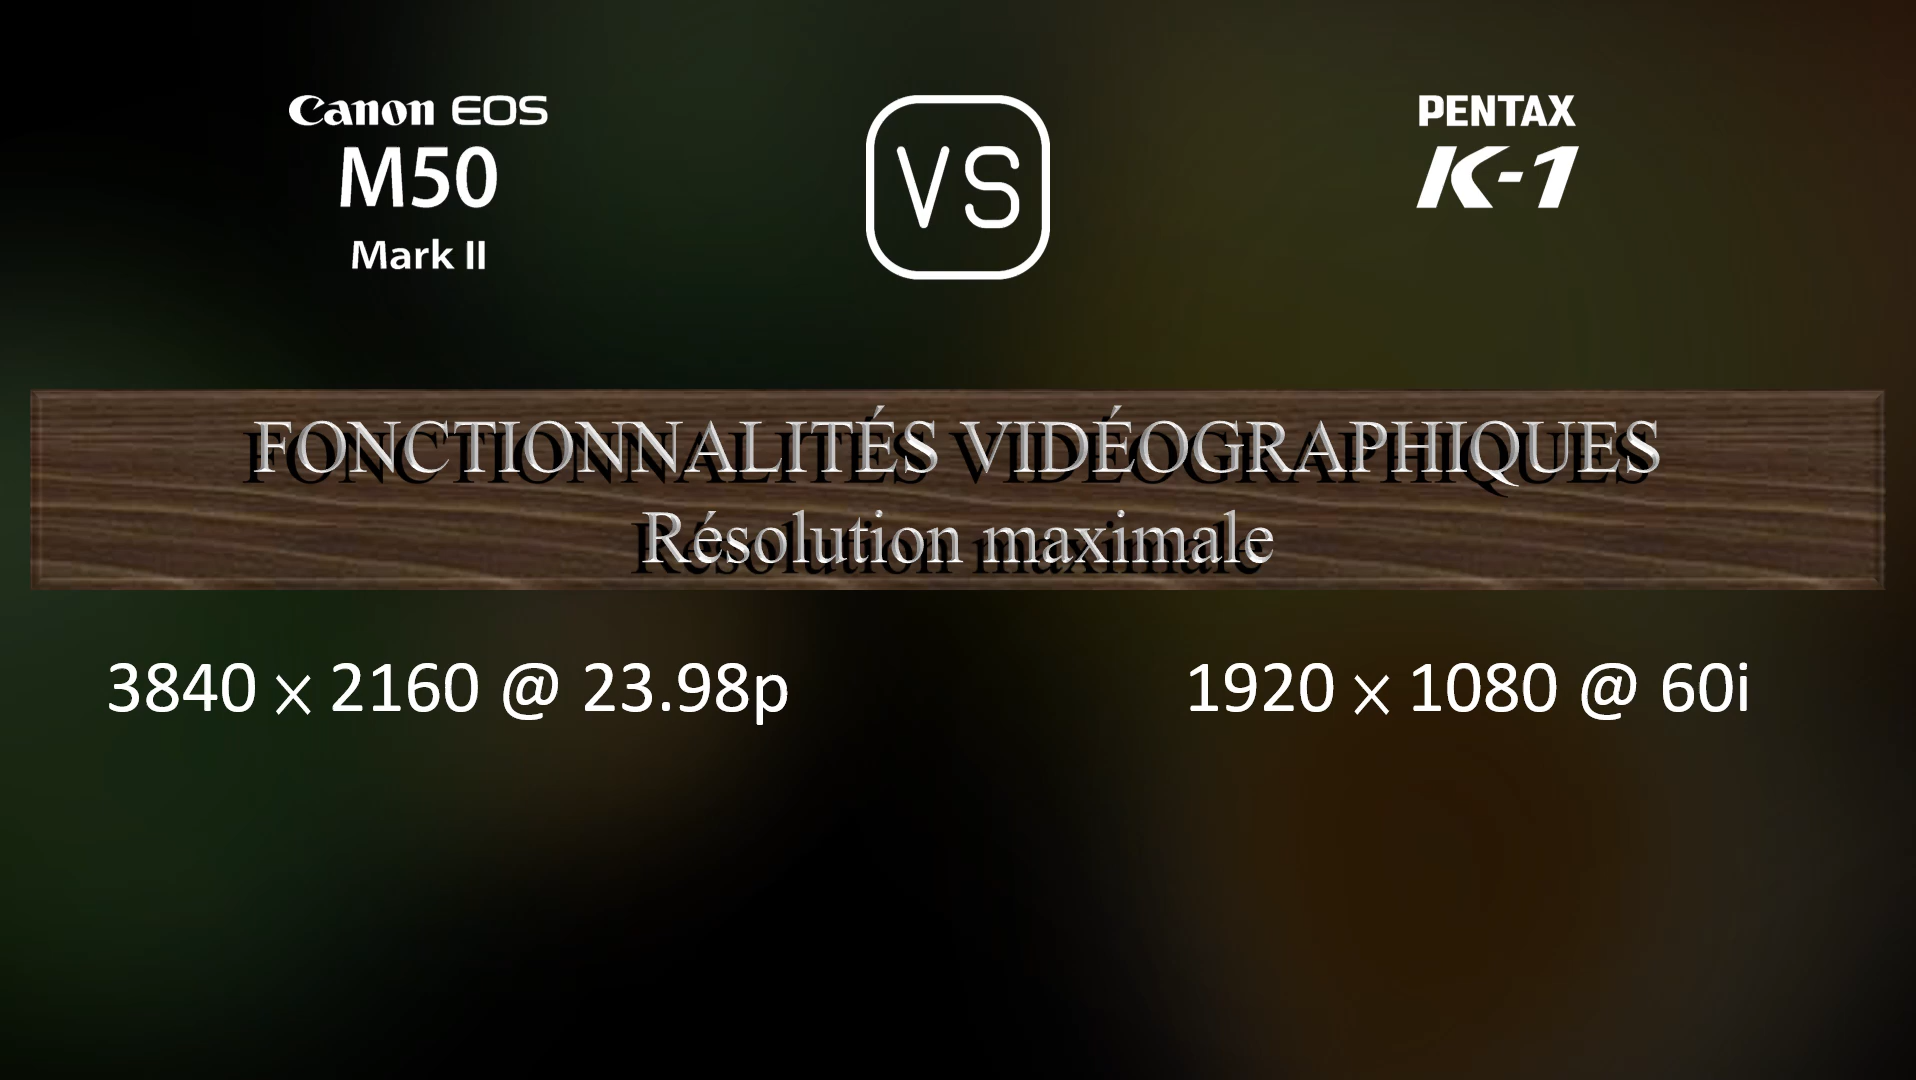 Canon EOS
M50
Mark II
VS
PENTAX
K-1
FONCTIONNALITÉS VIDÉOGRAPHIQUES
Résolution maximale
3840 x 2160 @ 23.98p
1920 x 1080 @ 60i